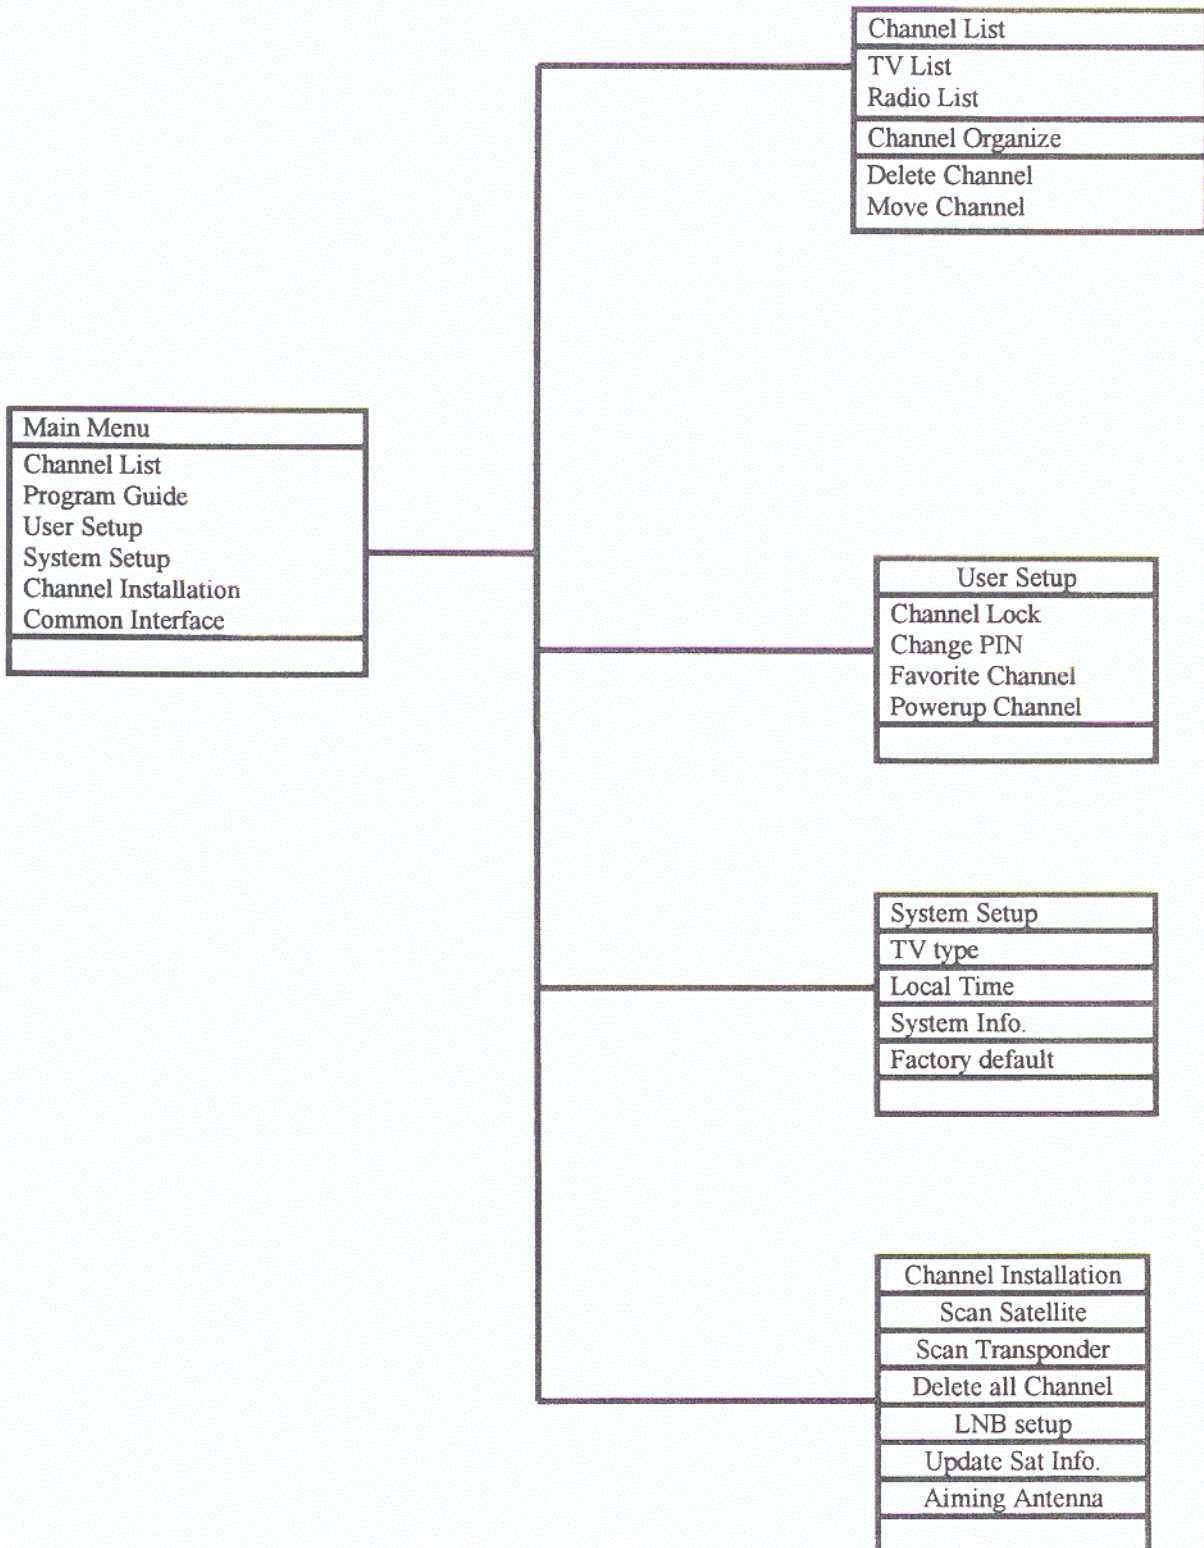 Channel List
TV List
Radio List
Channel Organize
Delete Channel
Move Channel
Main Menu
Channel List
Program Guide
User Setup
System Setup
Channel Installation
Common Interface
User Setup
Channel Lock
Change PIN
Favorite Channel
Powerup Channel
System Setup
TV type
Local Time
System Info.
Factory default
Channel Installation
Scan Satellite
Scan Transponder
Delete all Channel
LNB setup
Update Sat Info.
Aiming Antenna